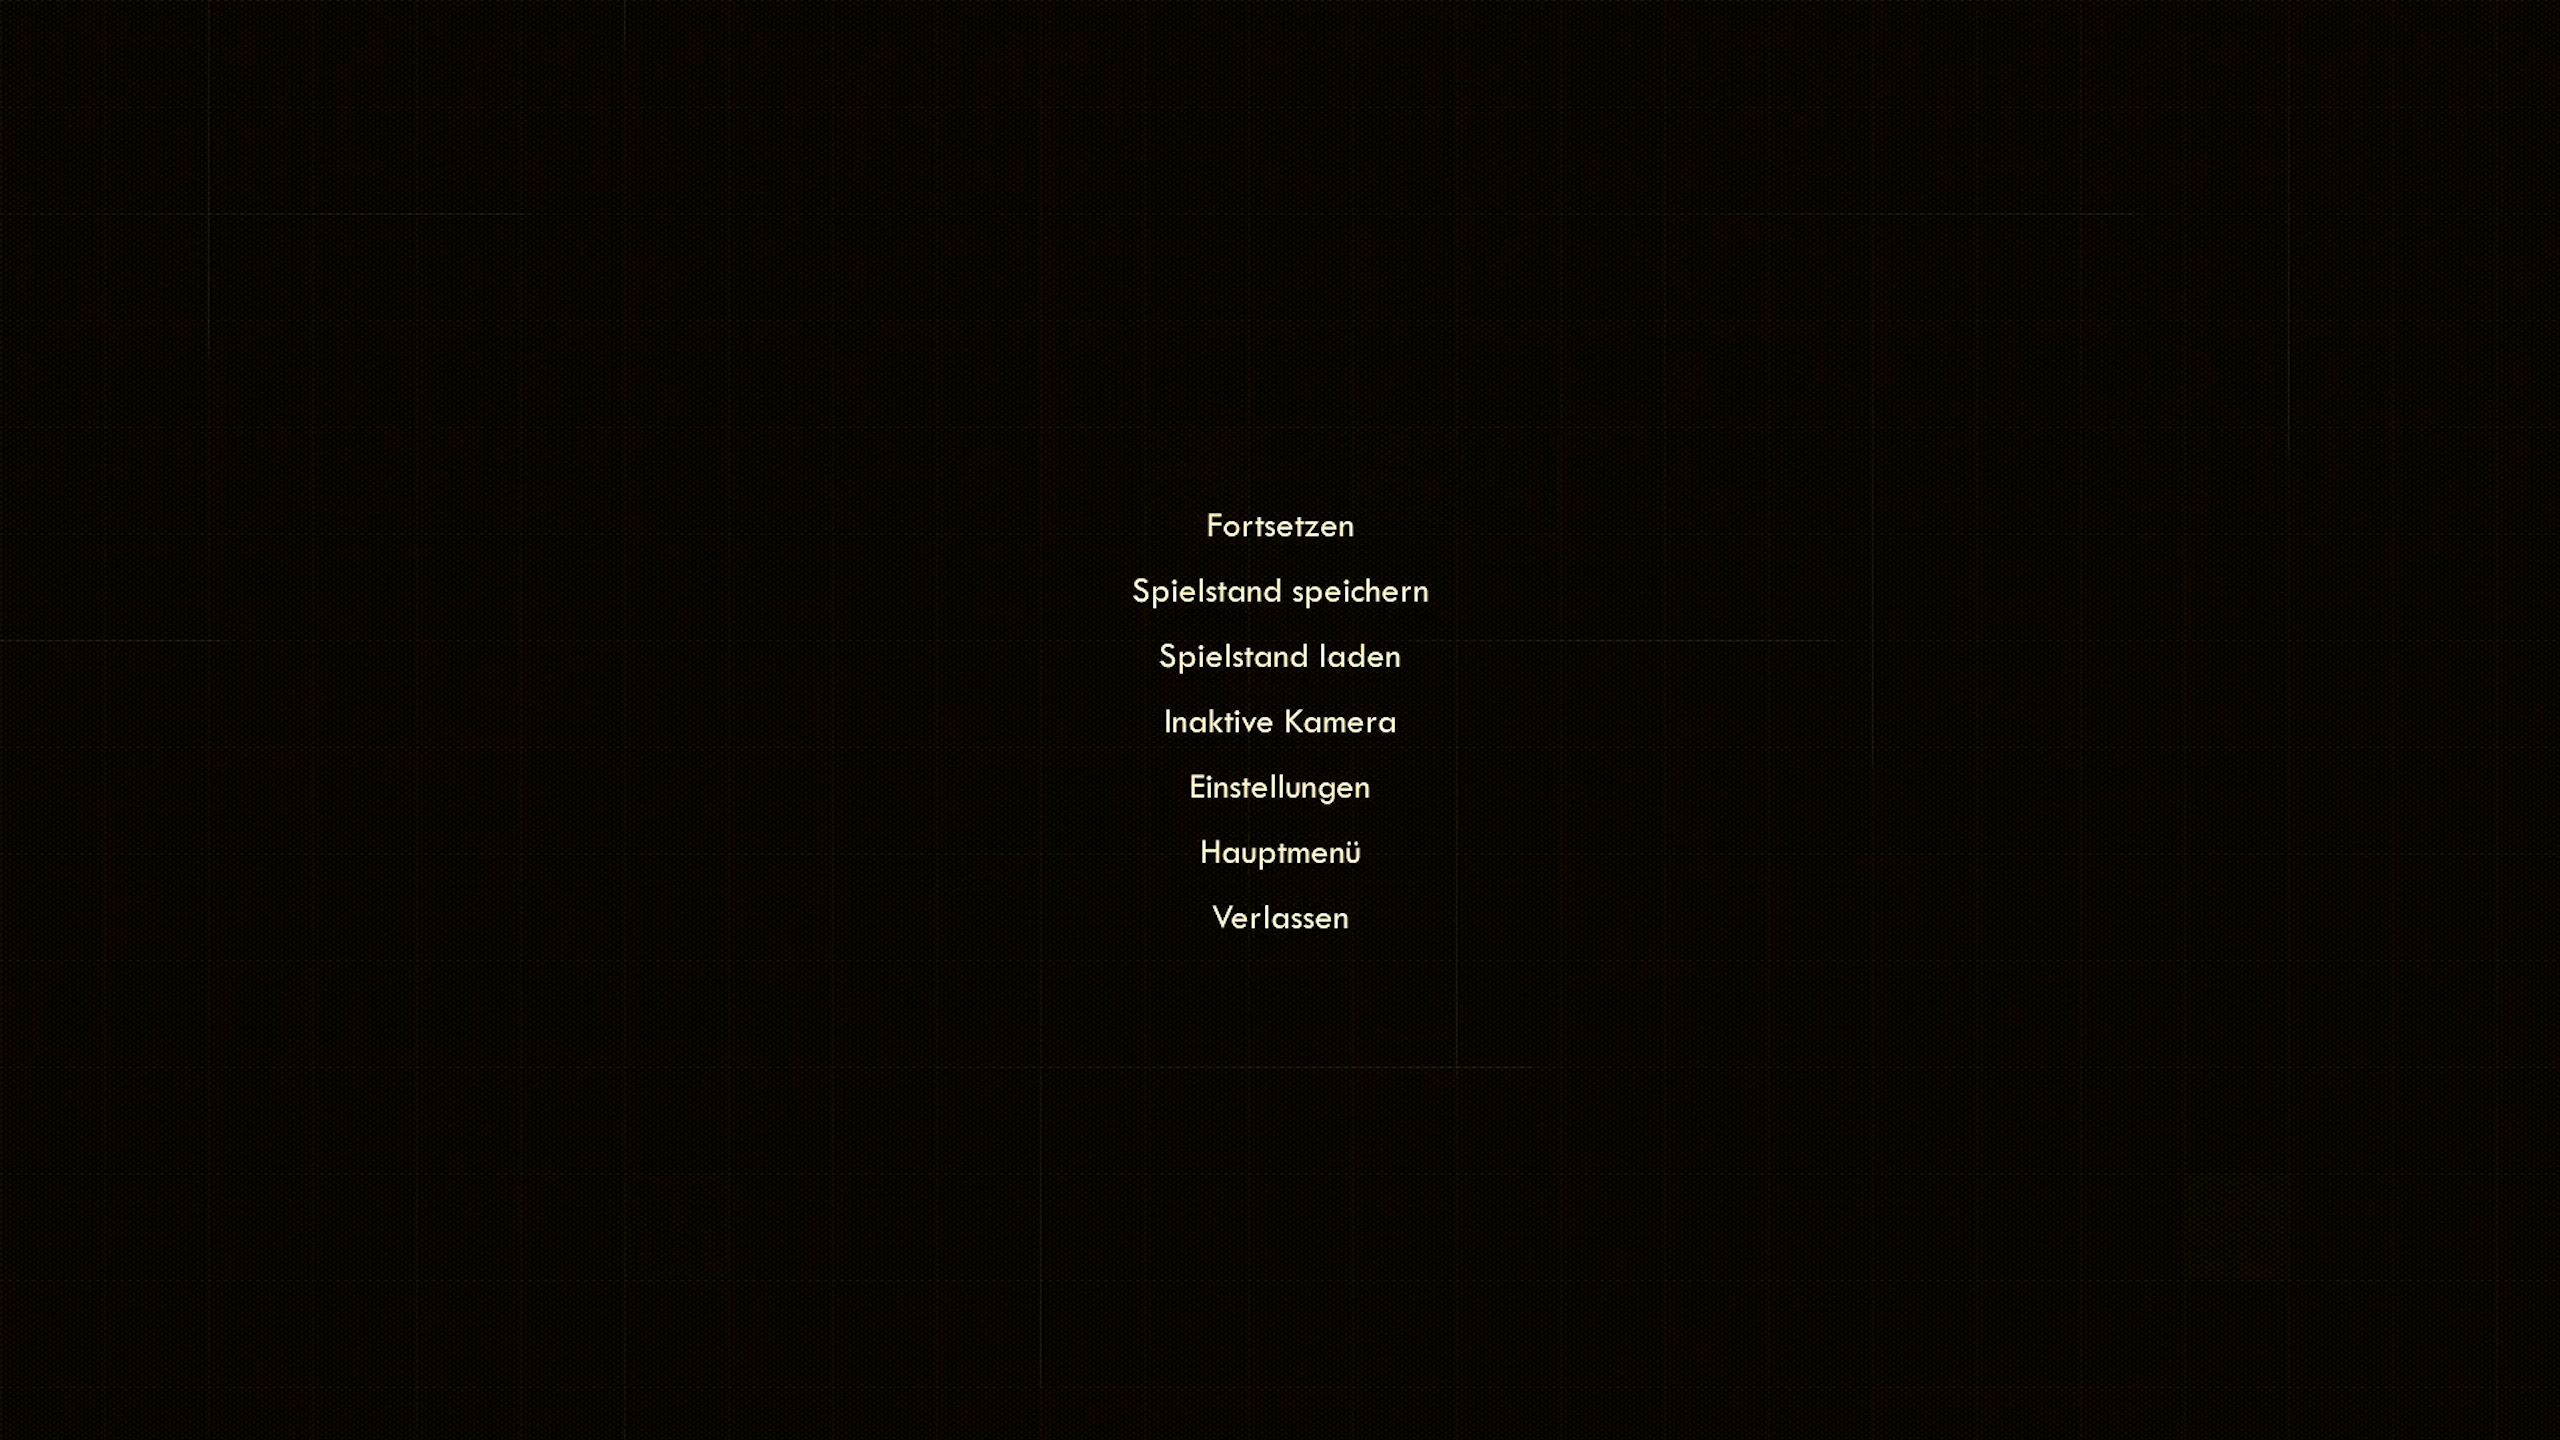 Fortsetzen
Spielstand speichern
Spielstand laden
Inaktive Kamera
Einstellungen
Hauptmenü
Verlassen